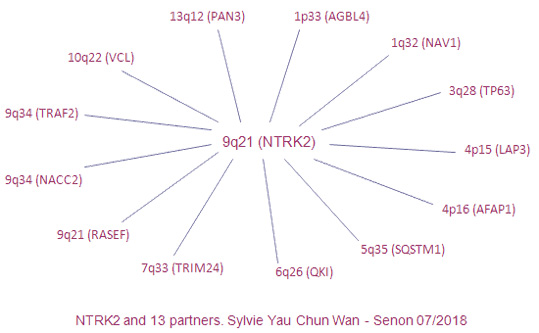 13q12 (PAN3)
1p33 (AGBL4)
10q22 (VCL)
1q32 (NAV1)
3q28 (TP63)
9q34 (TRAF2)
9q21 (NTRK2)
4p15 (LAP3)
9q34 (NACC2)
4p16 (AFAP1)
9q21 (RASEF)
5q35 (SQSTM1)
7q33 (TRIM24)
6q26 (QKI)
NTRK2 and 13 partners. Sylvie Yau Chun Wan - Senon 07/2018